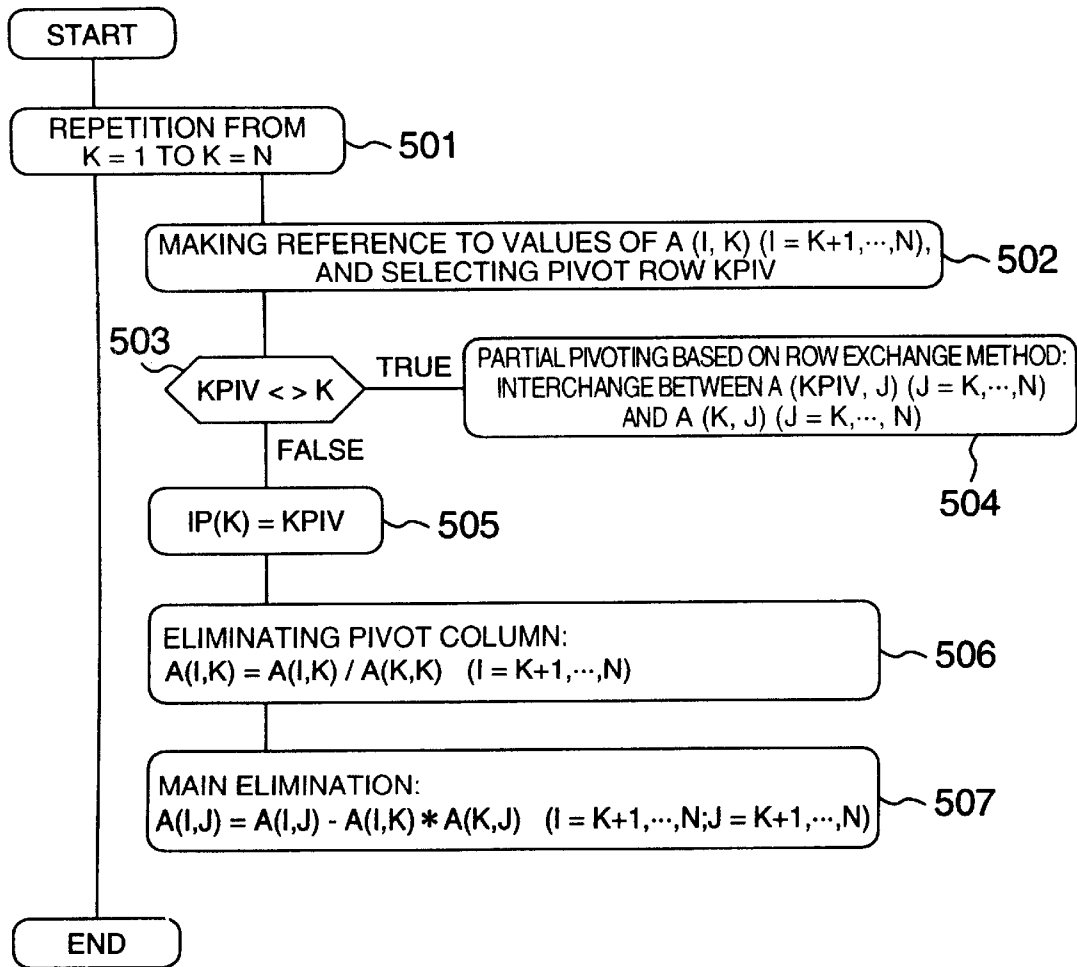 START
REPETITION FROM
K = 1 TO K = N
501
MAKING REFERENCE TO VALUES OF A (I, K) (I = K+1,···,N),
AND SELECTING PIVOT ROW KPIV
502
503
KPIV < > K
TRUE
PARTIAL PIVOTING BASED ON ROW EXCHANGE METHOD:
INTERCHANGE BETWEEN A (KPIV, J) (J = K,···,N)
AND A (K, J) (J = K,···, N)
504
FALSE
IP(K) = KPIV
505
ELIMINATING PIVOT COLUMN:
A(I,K) = A(I,K) / A(K,K) (I = K+1,···,N)
506
MAIN ELIMINATION:
A(I,J) = A(I,J) - A(I,K) * A(K,J) (I = K+1,···,N;J = K+1,···,N)
507
END